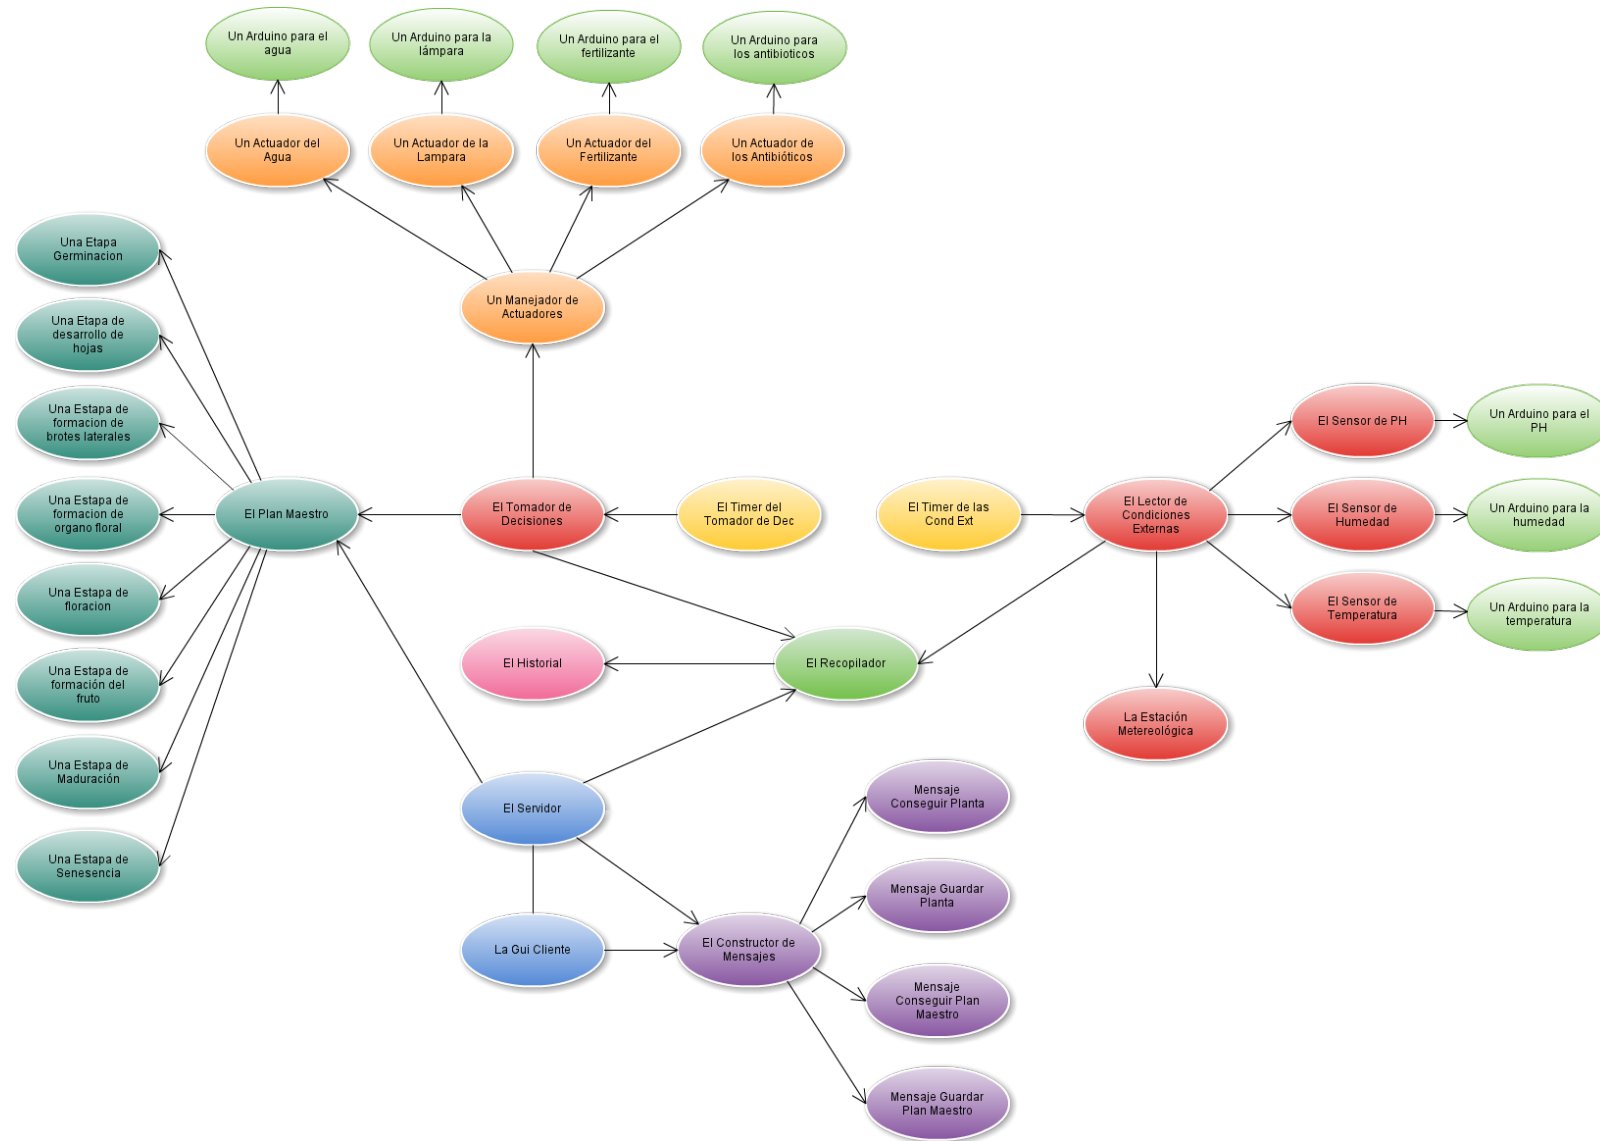 Un Arduino para el
agua
Un Arduino para la
lámpara
Un Arduino para el
fertilizante
Un Arduino para
los antibioticos
Un Actuador del
Agua
Un Actuador de la
Lampara
Un Actuador del
Fertilizante
Un Actuador de
los Antibióticos
Un Manejador de
Actuadores
Una Etapa
Germinacion
Una Etapa de
desarrollo de
hojas
Una Estapa de
formacion de
brotes laterales
Una Estapa de
formacion de
organo floral
Una Estapa de
floracion
Una Estapa de
formación del
fruto
Una Estapa de
Maduración
Una Estapa de
Senesencia
El Plan Maestro
El Tomador de
Decisiones
El Timer del
Tomador de Dec
El Timer de las
Cond Ext
El Lector de
Condiciones
Externas
El Sensor de PH
Un Arduino para el
PH
El Sensor de
Humedad
Un Arduino para la
humedad
El Sensor de
Temperatura
Un Arduino para la
temperatura
La Estación
Metereológica
El Historial
El Recopilador
El Servidor
La Gui Cliente
El Constructor de
Mensajes
Mensaje
Conseguir Planta
Mensaje Guardar
Planta
Mensaje
Conseguir Plan
Maestro
Mensaje Guardar
Plan Maestro